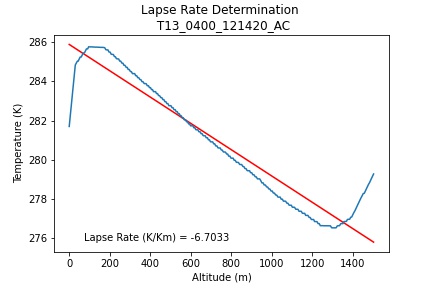 Lapse Rate Determination
T13_0400_121420_AC
286
284
282
280
278
276
Temperature (K)
Lapse Rate (K/Km) = -6.7033
0 200 400 600 800 1000 1200 1400
Altitude (m)